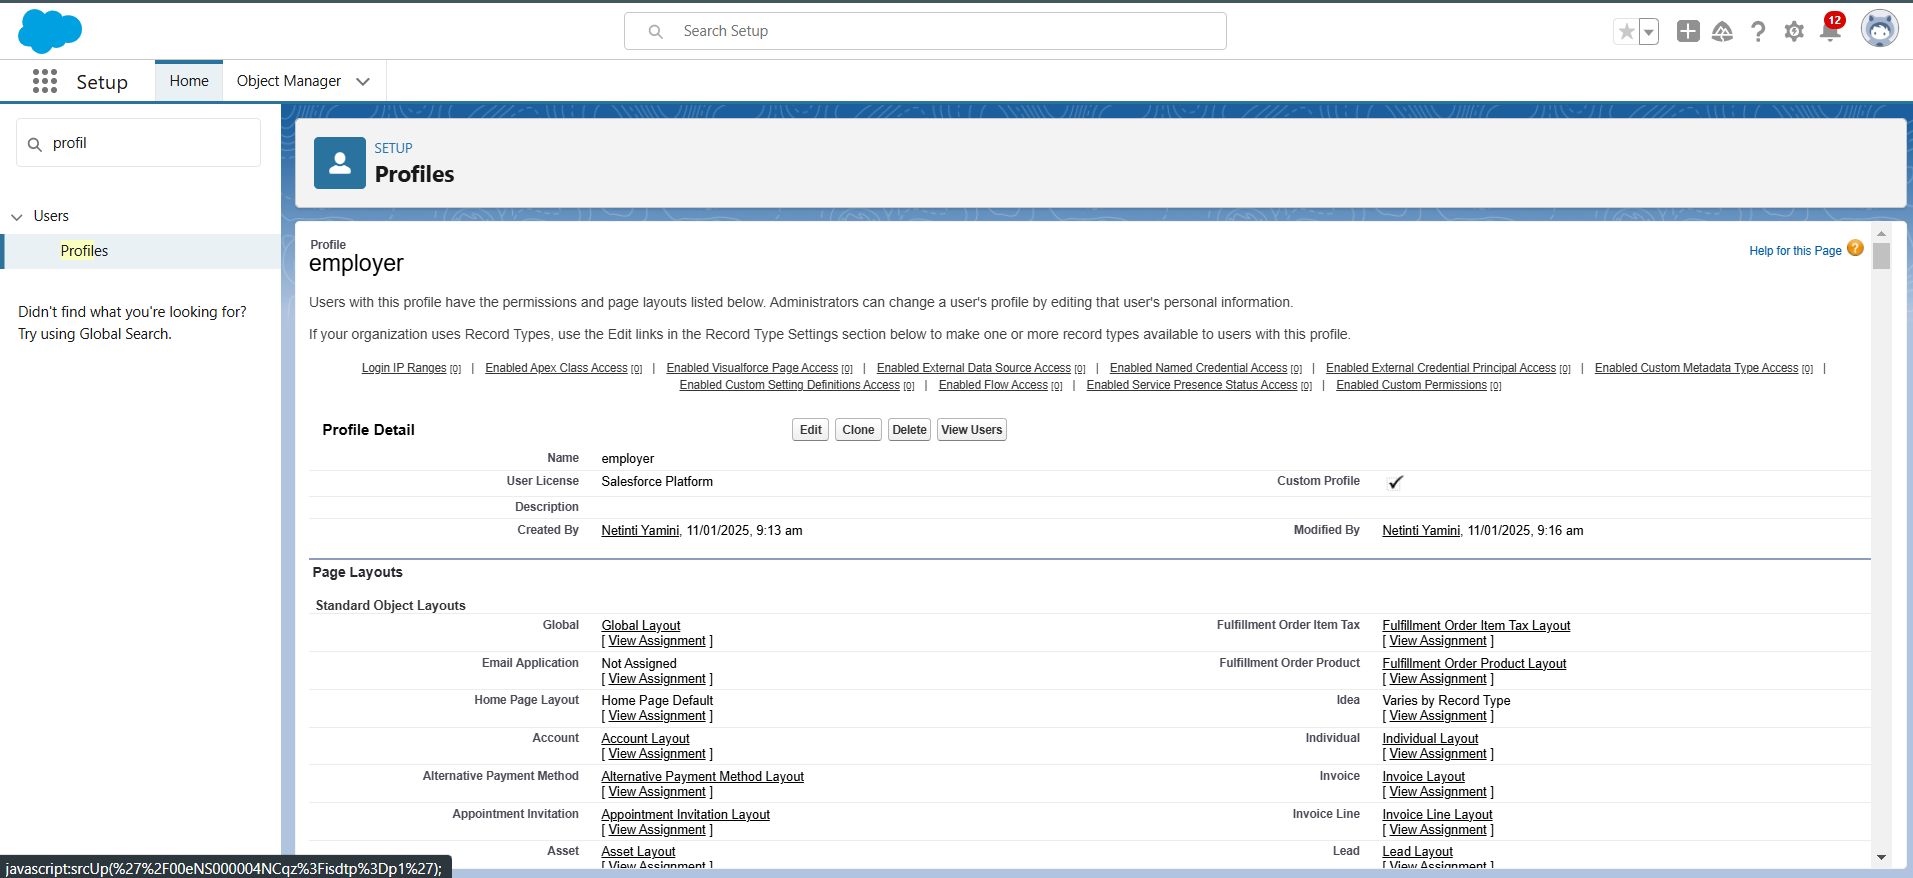 Search Setup
12
Setup
Home
Object Manager
profil
Users
Profiles
Didn't find what you're looking for?
Try using Global Search.
SETUP
Profiles
Profile
employer
Help for this Page ?
Users with this profile have the permissions and page layouts listed below. Administrators can change a user's profile by editing that user's personal information.
If your organization uses Record Types, use the Edit links in the Record Type Settings section below to make one or more record types available to users with this profile.
Login IP Ranges [0] | Enabled Apex Class Access [0] | Enabled Visualforce Page Access [0] | Enabled External Data Source Access [0] | Enabled Named Credential Access [0] | Enabled External Credential Principal Access [0] | Enabled Custom Metadata Type Access [0] |
Enabled Custom Setting Definitions Access [0] | Enabled Flow Access [0] | Enabled Service Presence Status Access [0] | Enabled Custom Permissions [0]
Profile Detail Edit Clone Delete View Users
Name employer
User License Salesforce Platform Custom Profile ✓
Description
Created By Netinti Yamini, 11/01/2025, 9:13 am Modified By Netinti Yamini, 11/01/2025, 9:16 am
Page Layouts
Standard Object Layouts
Global Global Layout Fulfillment Order Item Tax Fulfillment Order Item Tax Layout
[ View Assignment ] [ View Assignment ]
Email Application Not Assigned Fulfillment Order Product Fulfillment Order Product Layout
[ View Assignment ] [ View Assignment ]
Home Page Layout Home Page Default Idea Varies by Record Type
[ View Assignment ] [ View Assignment ]
Account Account Layout Individual Individual Layout
[ View Assignment ] [ View Assignment ]
Alternative Payment Method Alternative Payment Method Layout Invoice Invoice Layout
[ View Assignment ] [ View Assignment ]
Appointment Invitation Appointment Invitation Layout Invoice Line Invoice Line Layout
[ View Assignment ] [ View Assignment ]
Asset Asset Layout Lead Lead Layout
[ View Assignment ] [ View Assignment ]
javascript:srcUp(%27%2F00eNS000004NCqz%3Fisdtp%3Dp1%27);